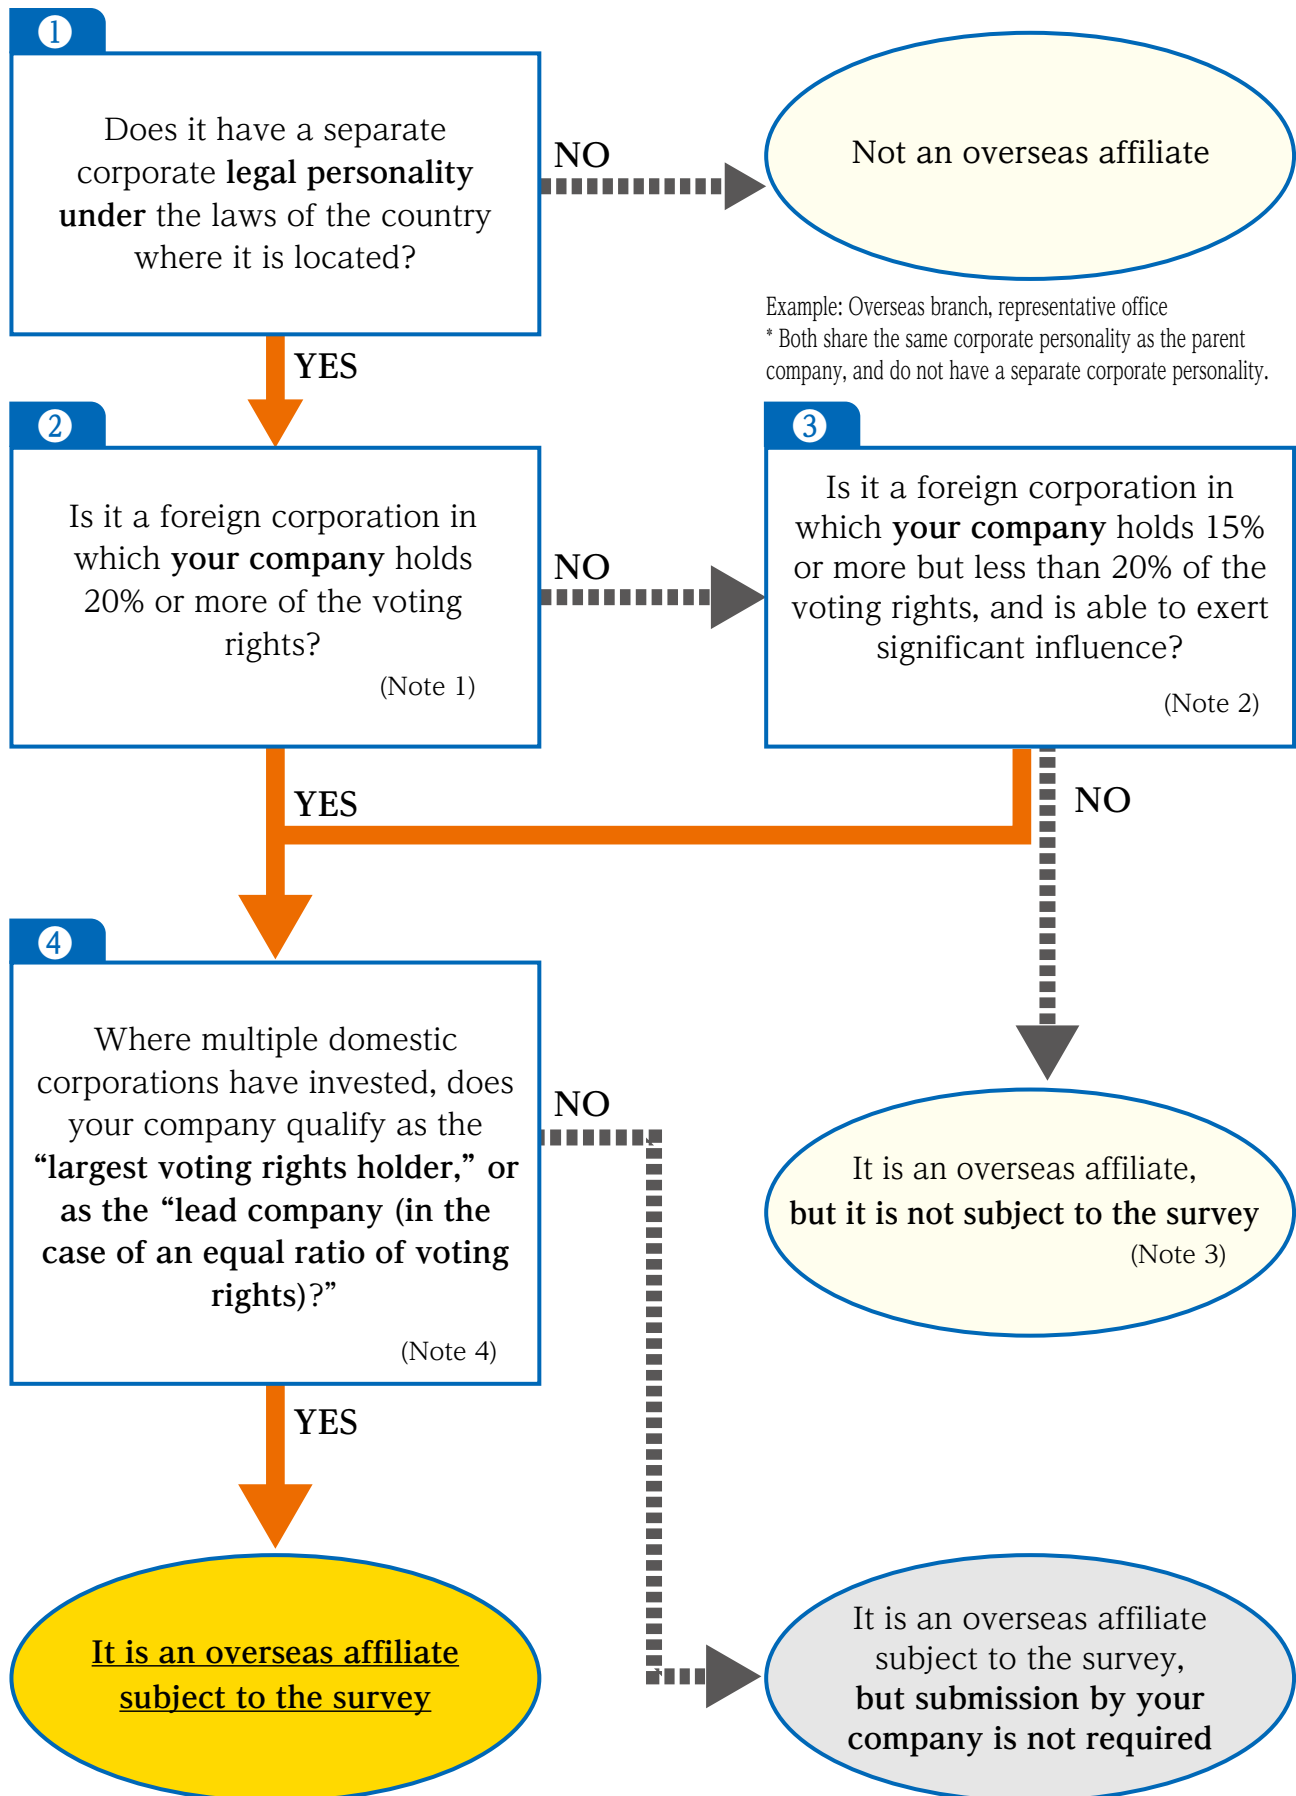 1
Does it have a separate
corporate legal personality
under the laws of the country
where it is located?
NO
Not an overseas affiliate
Example: Overseas branch, representative office
* Both share the same corporate personality as the parent
company, and do not have a separate corporate personality.
YES
2
Is it a foreign corporation in
which your company holds
20% or more of the voting
rights?
(Note 1)
NO
3
Is it a foreign corporation in
which your company holds 15%
or more but less than 20% of the
voting rights, and is able to exert
significant influence?
(Note 2)
YES
NO
4
Where multiple domestic
corporations have invested, does
your company qualify as the
“largest voting rights holder,” or
as the “lead company (in the
case of an equal ratio of voting
rights)?”
(Note 4)
NO
It is an overseas affiliate,
but it is not subject to the survey
(Note 3)
YES
It is an overseas affiliate
subject to the survey
It is an overseas affiliate
subject to the survey,
but submission by your
company is not required